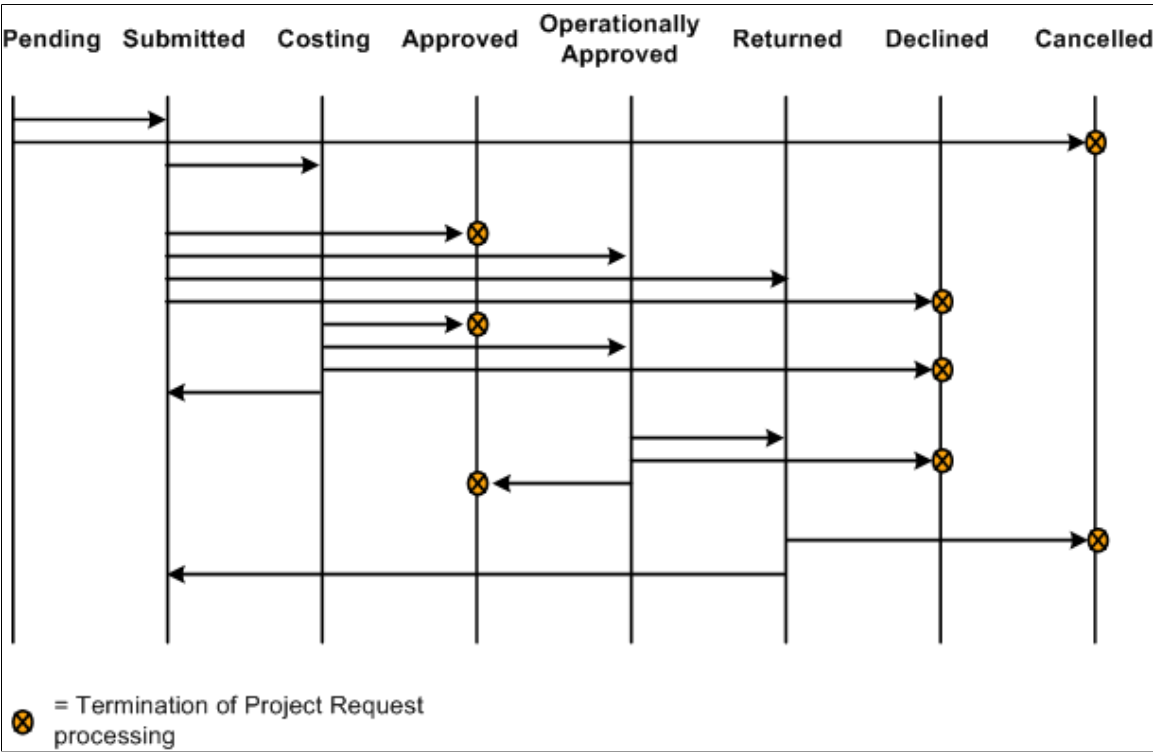 Pending Submitted Costing Approved Operationally Approved Returned Declined Cancelled
= Termination of Project Request
processing